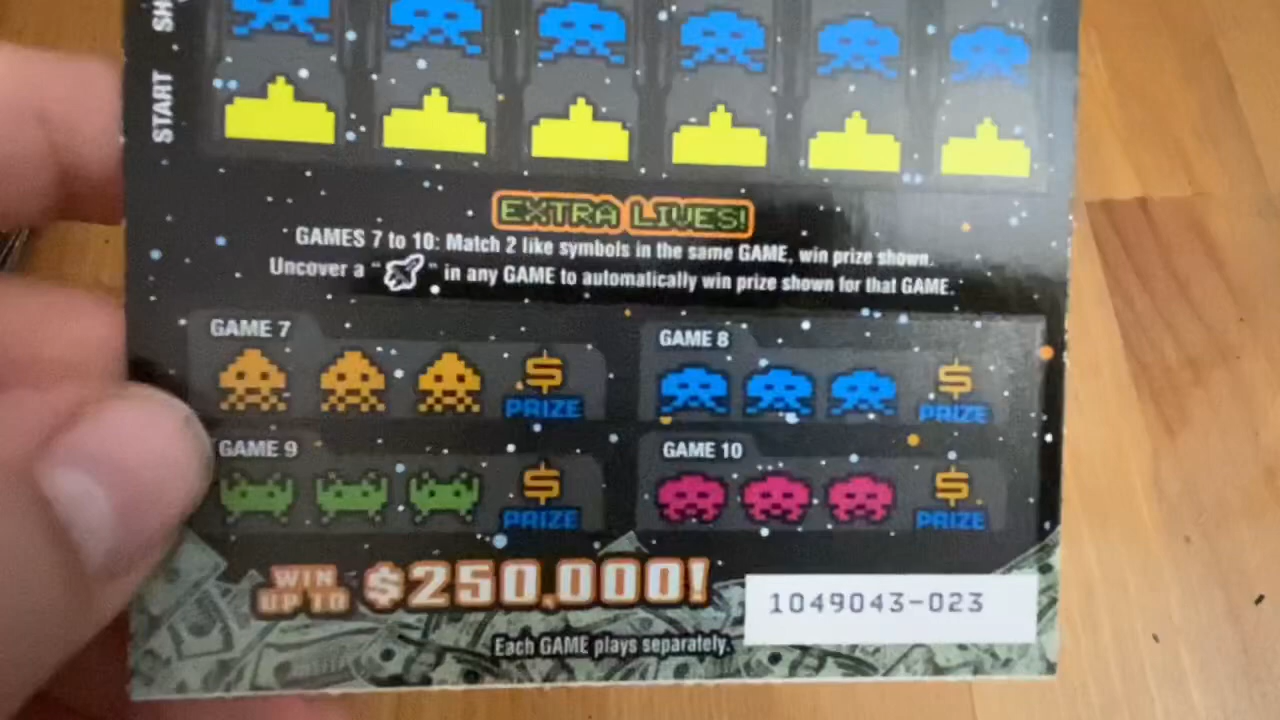 START SH
EXTRA LIVES!
GAMES 7 to 10: Match 2 like symbols in the same GAME, win prize shown.
Uncover a " " in any GAME to automatically win prize shown for that GAME.
GAME 7
$
PRIZE
GAME 8
$
PRIZE
GAME 9
$
PRIZE
GAME 10
$
PRIZE
WIN
UP TO $250,000!
1049043-023
Each GAME plays separately.